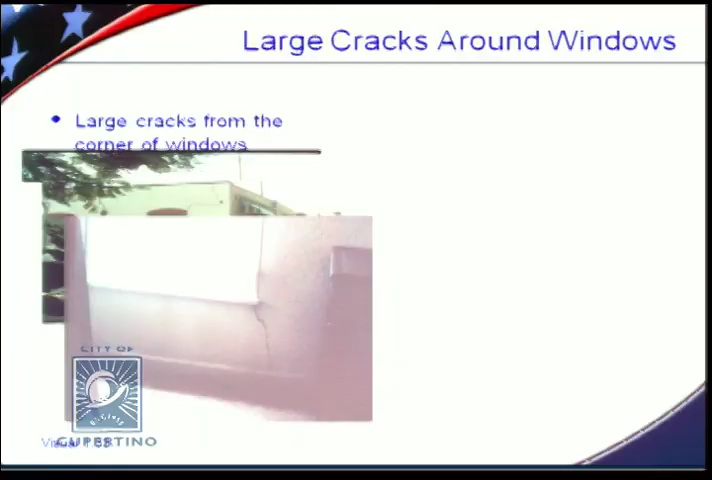 Large Cracks Around Windows
• Large cracks from the
corner of windows
CITY OF
CUPERTINO